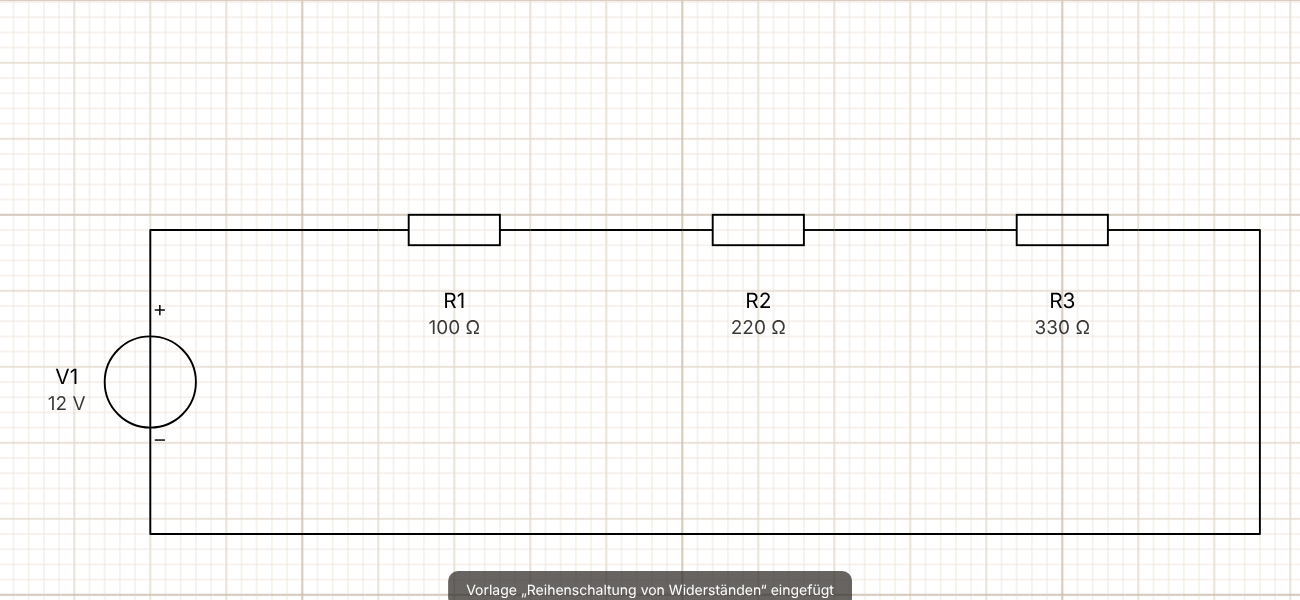 +
R1
100 Ω
R2
220 Ω
R3
330 Ω
V1
12 V
−
Vorlage „Reihenschaltung von Widerständen“ eingefügt